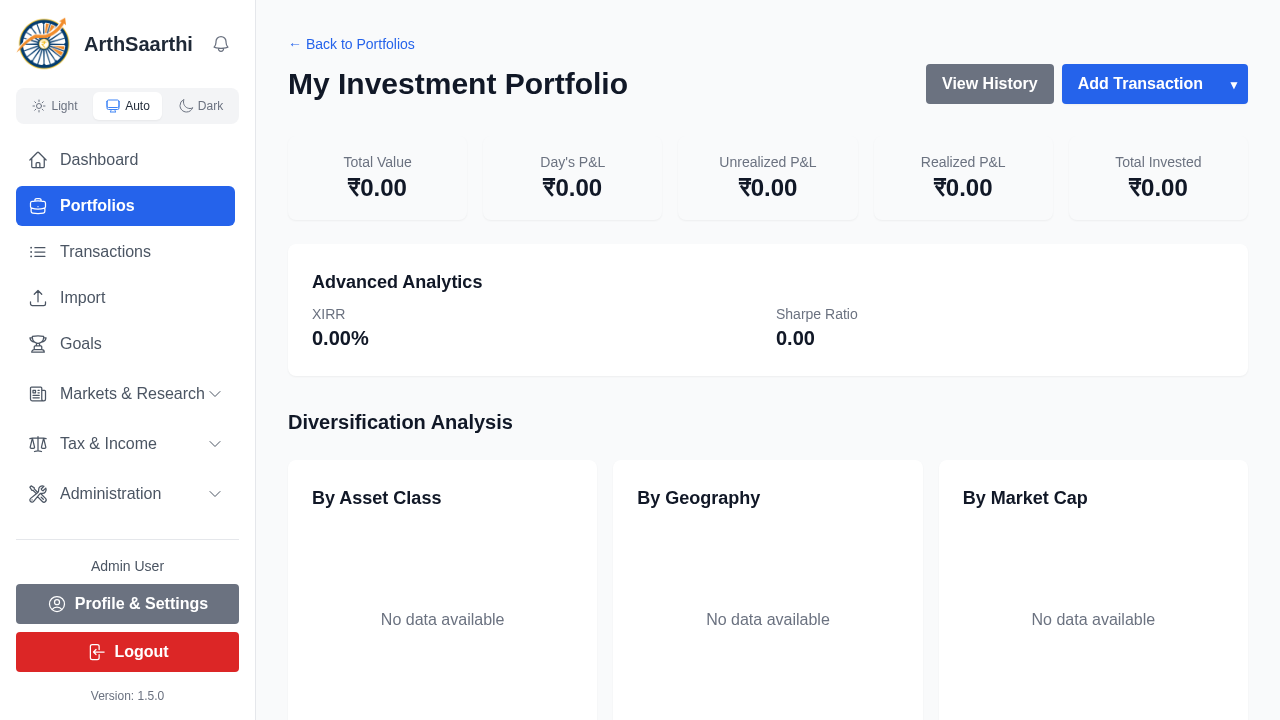 ArthSaarthi
Light
Auto
Dark
Dashboard
Portfolios
Transactions
Import
Goals
Markets & Research
Tax & Income
Administration
Admin User
Profile & Settings
Logout
Version: 1.5.0
← Back to Portfolios
My Investment Portfolio
View History
Add Transaction
▼
Total Value
₹0.00
Day's P&L
₹0.00
Unrealized P&L
₹0.00
Realized P&L
₹0.00
Total Invested
₹0.00
Advanced Analytics
XIRR
0.00%
Sharpe Ratio
0.00
Diversification Analysis
By Asset Class
No data available
By Geography
No data available
By Market Cap
No data available